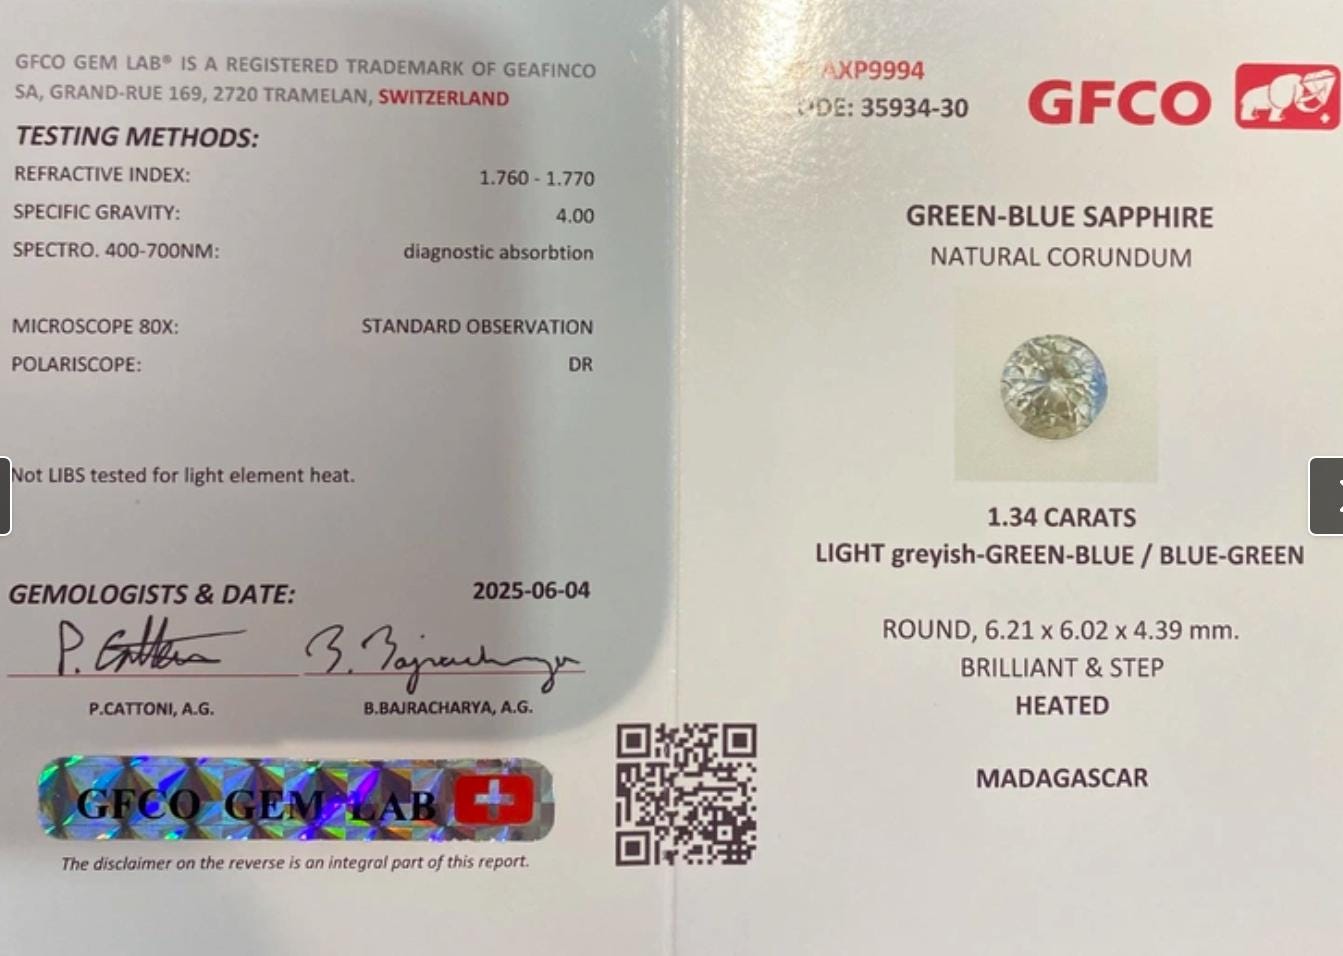 GFCO GEM LAB® IS A REGISTERED TRADEMARK OF GEAFINCO
SA, GRAND-RUE 169, 2720 TRAMELAN, SWITZERLAND
TESTING METHODS:
REFRACTIVE INDEX: 1.760 - 1.770
SPECIFIC GRAVITY: 4.00
SPECTRO. 400-700NM: diagnostic absorbtion
MICROSCOPE 80X: STANDARD OBSERVATION
POLARISCOPE: DR
Not LIBS tested for light element heat.
GEMOLOGISTS & DATE: 2025-06-04
P. Cattoni B. Bajracharya
P.CATTONI, A.G. B.BAJRACHARYA, A.G.
GFCO GEM LAB
The disclaimer on the reverse is an integral part of this report.
AXP9994
35934-30
GFCO
GREEN-BLUE SAPPHIRE
NATURAL CORUNDUM
1.34 CARATS
LIGHT greyish-GREEN-BLUE / BLUE-GREEN
ROUND, 6.21 x 6.02 x 4.39 mm.
BRILLIANT & STEP
HEATED
MADAGASCAR